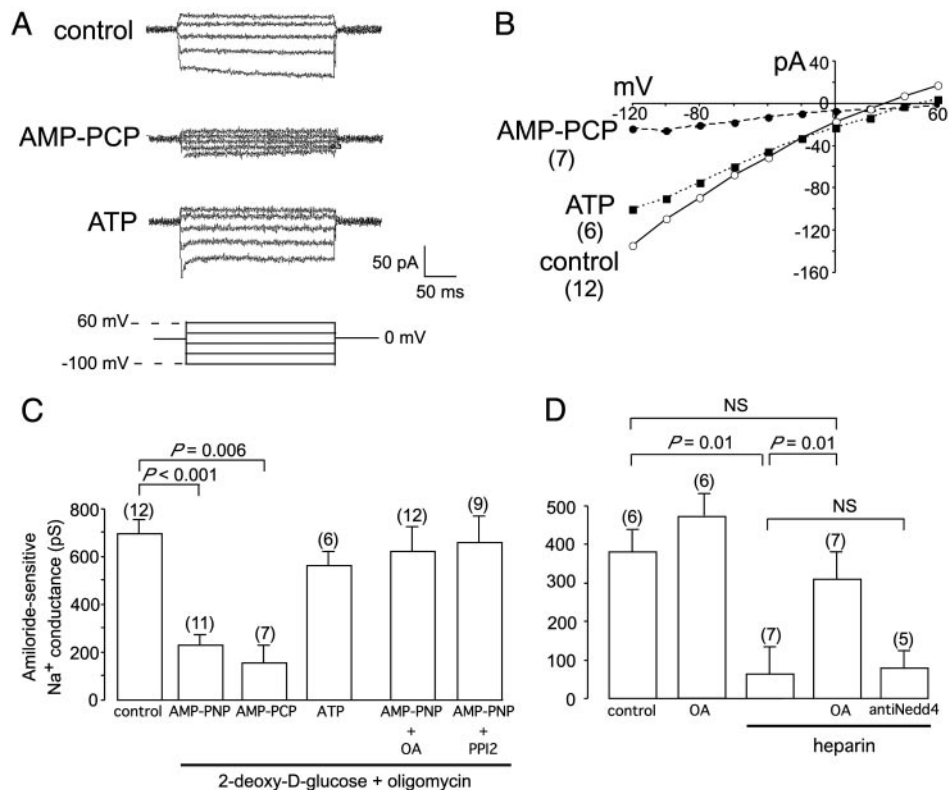 A
control
AMP-PCP
ATP
50 pA
50 ms
60 mV
0 mV
-100 mV
B
pA
mV
40
0
-120
-80
-40
60
-40
-80
-120
-160
AMP-PCP
(7)
ATP
(6)
control
(12)
C
P = 0.006
P < 0.001
(12)
(11)
(7)
(6)
(12)
(9)
Amiloride-sensitive
Na+ conductance (pS)
800
600
400
200
0
control AMP-PNP AMP-PCP ATP AMP-PNP AMP-PNP
+ +
OA PPI2
2-deoxy-D-glucose + oligomycin
D
NS
P = 0.01 P = 0.01
NS
(6)
(6)
(7)
(7)
(5)
500
400
300
200
100
0
control OA OA antiNedd4
heparin